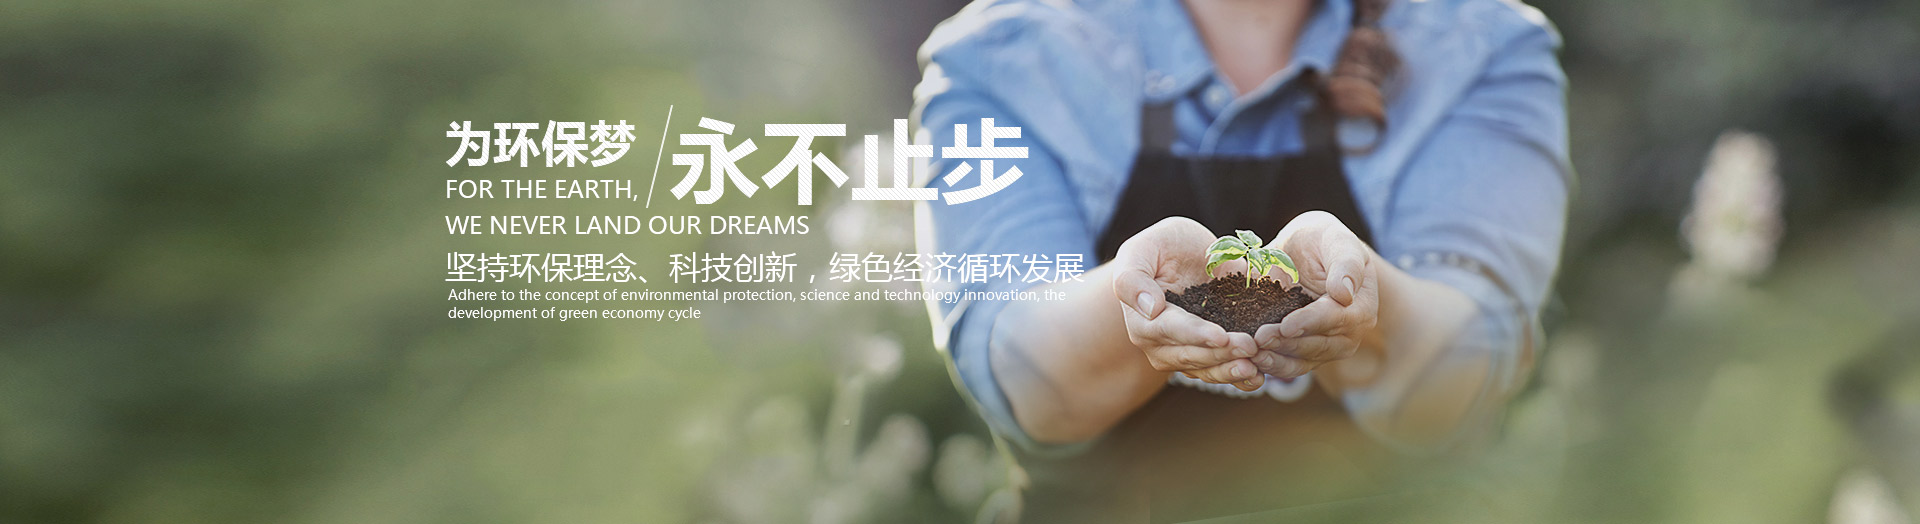 为环保梦/永不止步
FOR THE EARTH,
WE NEVER LAND OUR DREAMS
坚持环保理念、科技创新，绿色经济循环发展
Adhere to the concept of environmental protection, science and technology innovation, the
development of green economy cycle